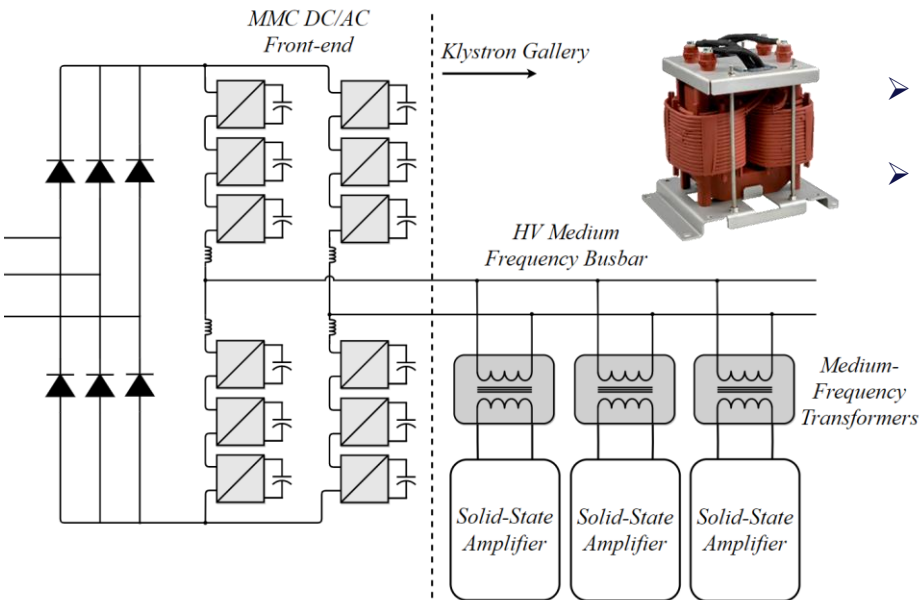 MMC DC/AC
Front-end
Klystron Gallery
HV Medium
Frequency Busbar
Medium-
Frequency
Transformers
Solid-State
Amplifier
Solid-State
Amplifier
Solid-State
Amplifier